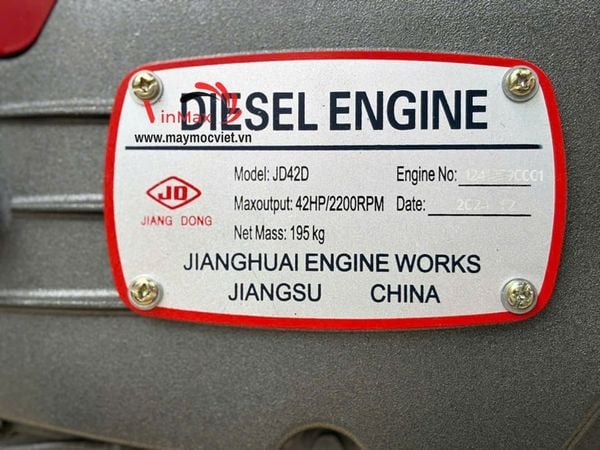 DIESEL ENGINE
inMax
www.maymocviet.vn
JD
JIANG DONG
Model: JD42D
Engine No:
Maxoutput: 42HP/2200RPM
Date:
Net Mass: 195 kg
JIANGHUAI ENGINE WORKS
JIANGSU CHINA